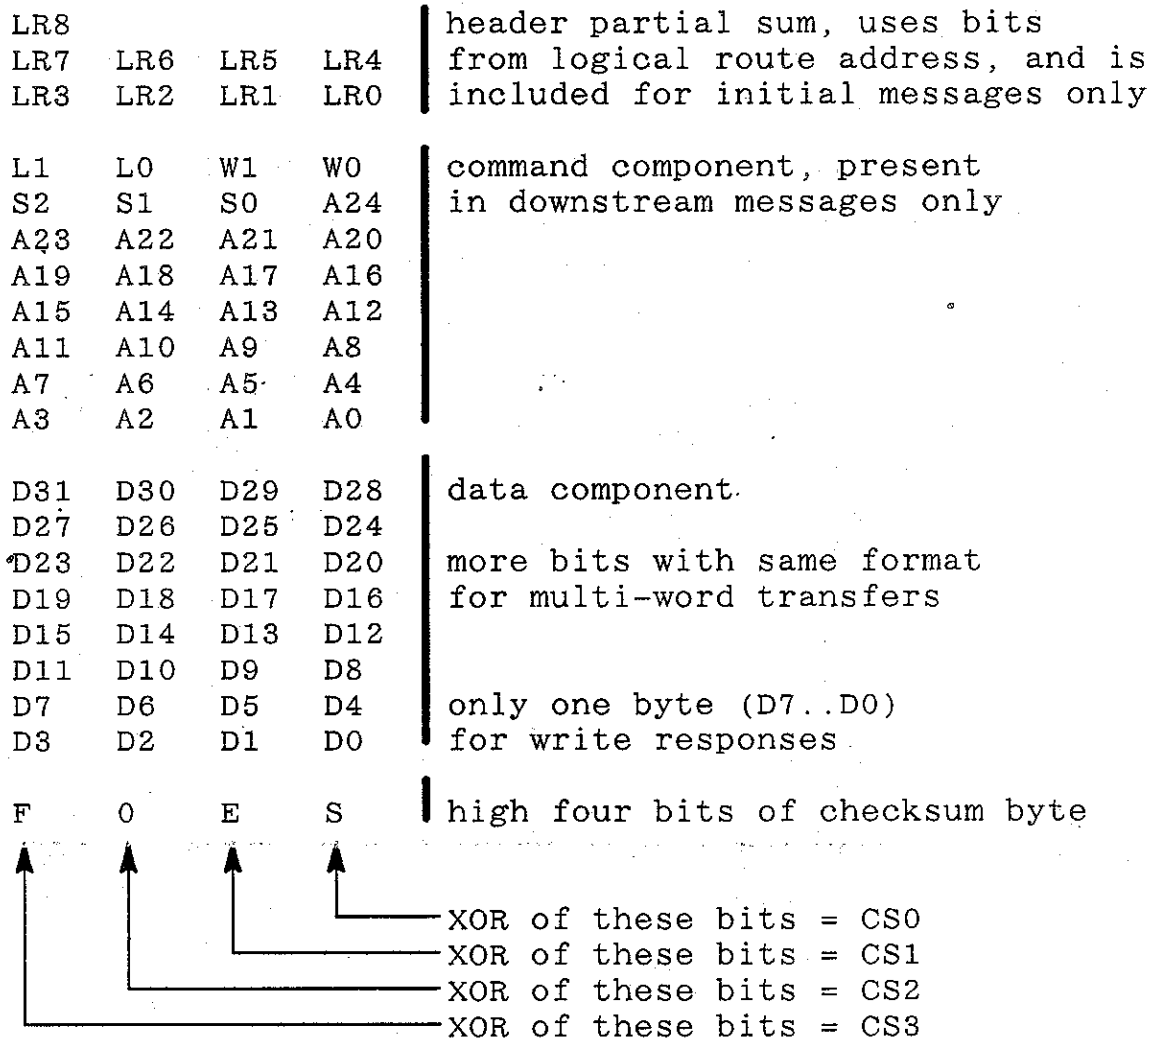 LR8 header partial sum, uses bits
LR7 LR6 LR5 LR4 from logical route address, and is
LR3 LR2 LR1 LR0 included for initial messages only
L1 L0 W1 W0 command component, present
S2 S1 S0 A24 in downstream messages only
A23 A22 A21 A20
A19 A18 A17 A16
A15 A14 A13 A12
A11 A10 A9 A8
A7 A6 A5 A4
A3 A2 A1 A0
D31 D30 D29 D28 data component
D27 D26 D25 D24
D23 D22 D21 D20 more bits with same format
D19 D18 D17 D16 for multi-word transfers
D15 D14 D13 D12
D11 D10 D9 D8
D7 D6 D5 D4 only one byte (D7..D0)
D3 D2 D1 D0 for write responses
F 0 E S high four bits of checksum byte
XOR of these bits = CS0
XOR of these bits = CS1
XOR of these bits = CS2
XOR of these bits = CS3